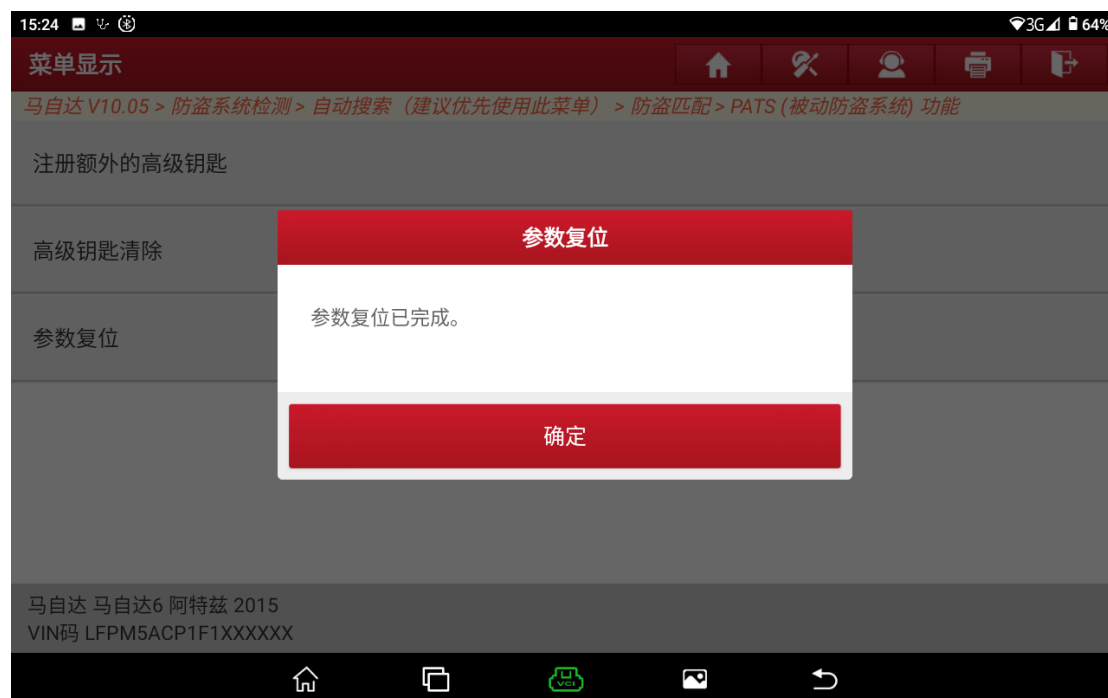 15:24 3G 64%
菜单显示
马自达 V10.05 > 防盗系统检测 > 自动搜索（建议优先使用此菜单） > 防盗匹配 > PATS (被动防盗系统) 功能
注册额外的高级钥匙
高级钥匙清除
参数复位
参数复位
参数复位已完成。
确定
马自达 马自达6 阿特兹 2015
VIN码 LFPM5ACP1F1XXXXXX
VCI